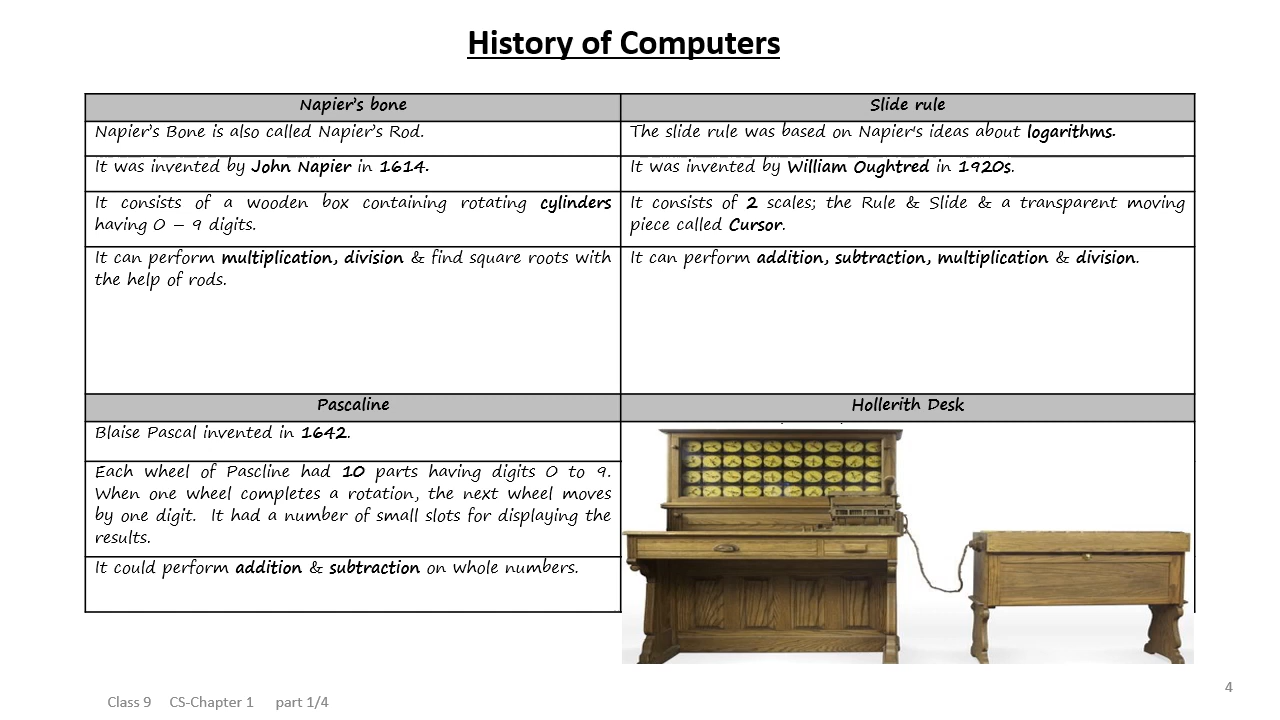 History of Computers
Napier's bone
Napier's Bone is also called Napier's Rod.
It was invented by John Napier in 1614.
It consists of a wooden box containing rotating cylinders
having 0 – 9 digits.
It can perform multiplication, division & find square roots with
the help of rods.
Slide rule
The slide rule was based on Napier's ideas about logarithms.
It was invented by William Oughtred in 1920s.
It consists of 2 scales; the Rule & Slide & a transparent moving
piece called Cursor.
It can perform addition, subtraction, multiplication & division.
Pascaline
Blaise Pascal invented in 1642.
Each wheel of Pascline had 10 parts having digits 0 to 9.
When one wheel completes a rotation, the next wheel moves
by one digit. It had a number of small slots for displaying the
results.
It could perform addition & subtraction on whole numbers.
Hollerith Desk
Class 9 CS-Chapter 1 part 1/4
4